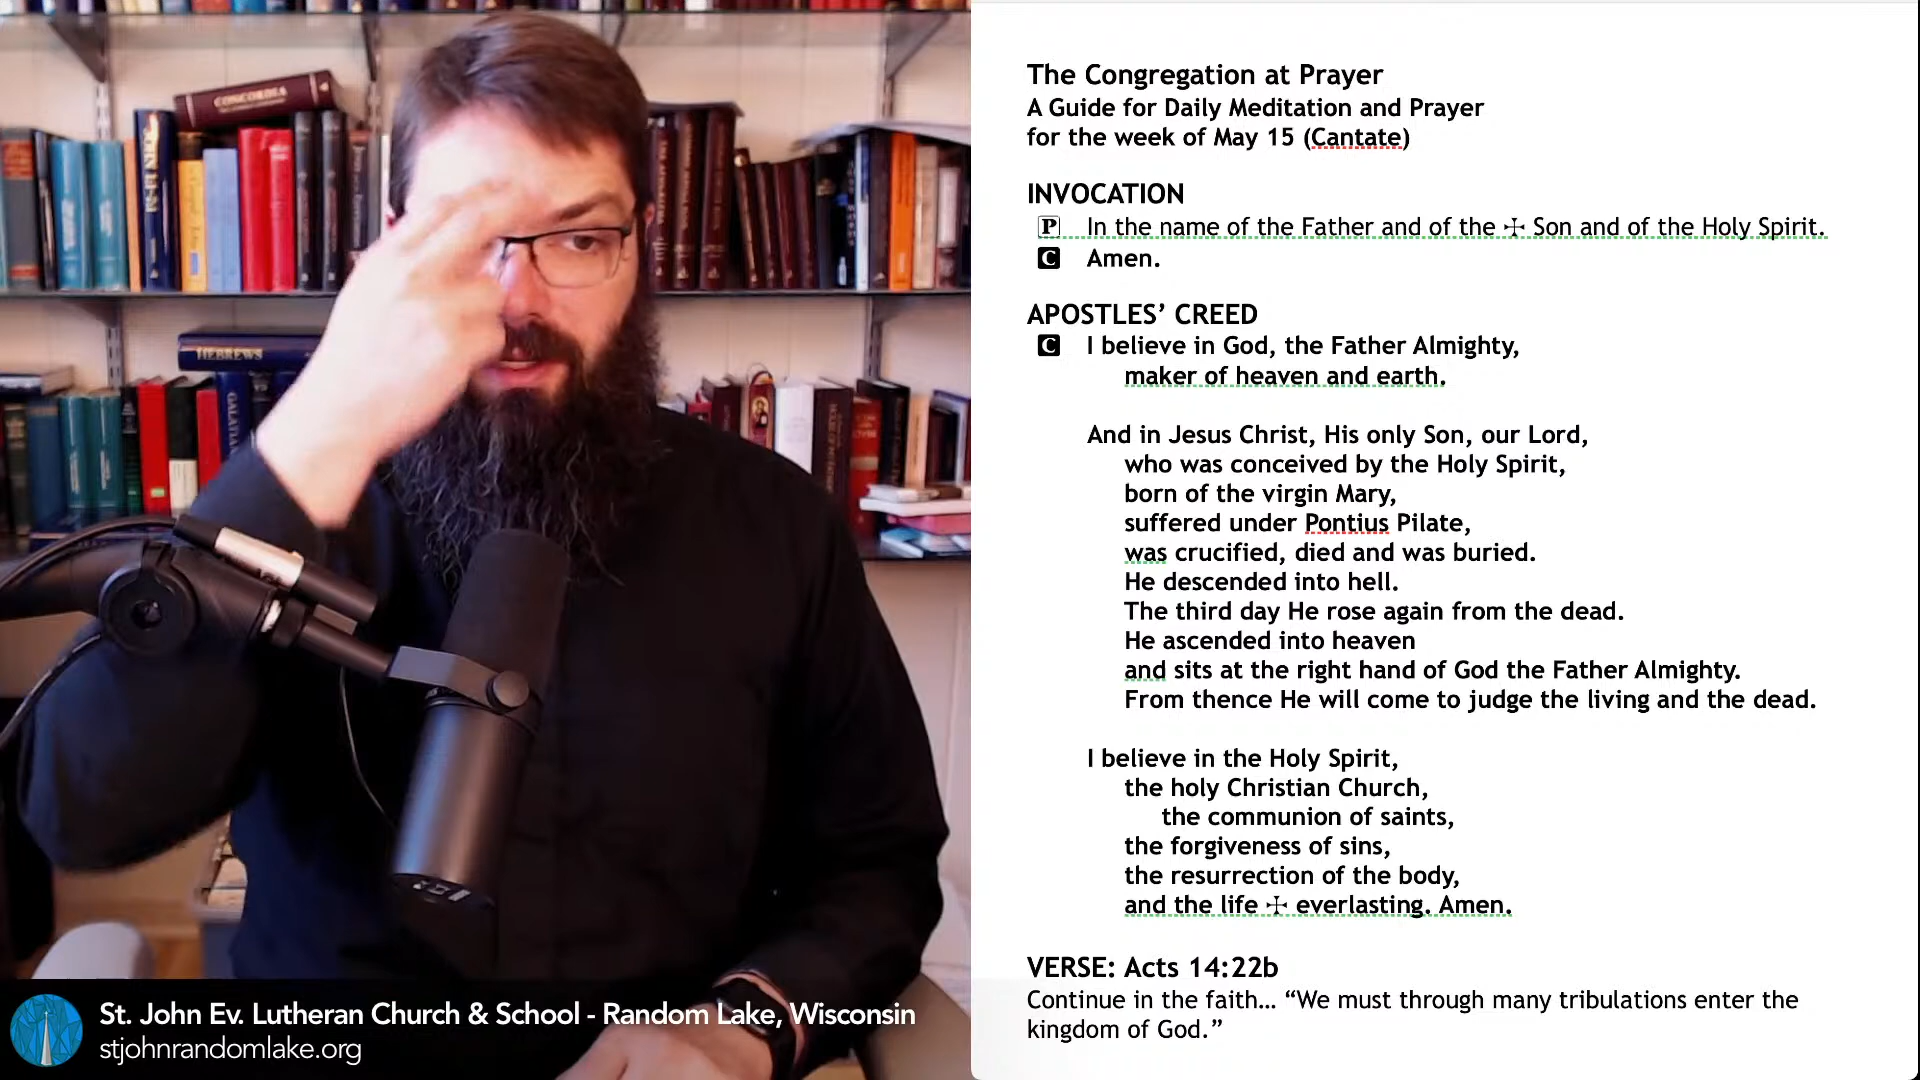 CONCORDIA
HEBREWS
The Congregation at Prayer
A Guide for Daily Meditation and Prayer
for the week of May 15 (Cantate)
INVOCATION
P In the name of the Father and of the ☩ Son and of the Holy Spirit.
C Amen.
APOSTLES’ CREED
C I believe in God, the Father Almighty,
maker of heaven and earth.
And in Jesus Christ, His only Son, our Lord,
who was conceived by the Holy Spirit,
born of the virgin Mary,
suffered under Pontius Pilate,
was crucified, died and was buried.
He descended into hell.
The third day He rose again from the dead.
He ascended into heaven
and sits at the right hand of God the Father Almighty.
From thence He will come to judge the living and the dead.
I believe in the Holy Spirit,
the holy Christian Church,
the communion of saints,
the forgiveness of sins,
the resurrection of the body,
and the life ☩ everlasting. Amen.
VERSE: Acts 14:22b
Continue in the faith… “We must through many tribulations enter the
kingdom of God.”
St. John Ev. Lutheran Church & School - Random Lake, Wisconsin
stjohnrandomlake.org